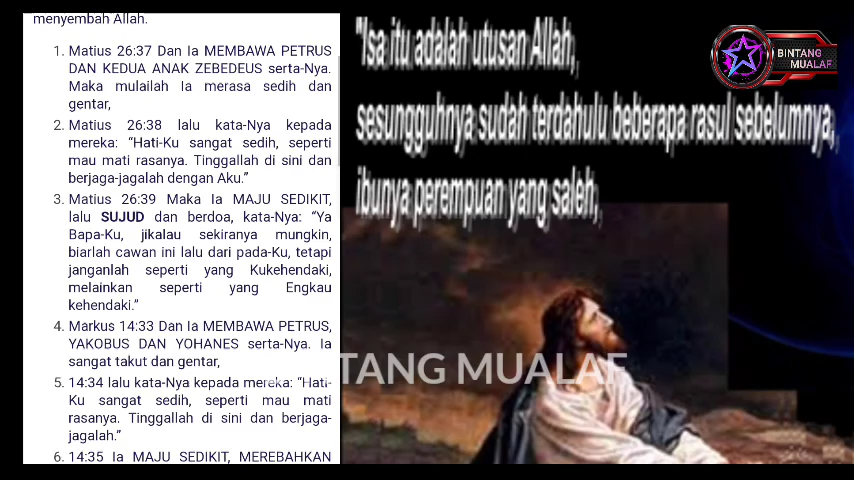 menyembah Allah.
1. Matius 26:37 Dan Ia MEMBAWA PETRUS
DAN KEDUA ANAK ZEBEDEUS serta-Nya.
Maka mulailah Ia merasa sedih dan
gentar,
2. Matius 26:38 lalu kata-Nya kepada
mereka: “Hati-Ku sangat sedih, seperti
mau mati rasanya. Tinggallah di sini dan
berjaga-jagalah dengan Aku.”
3. Matius 26:39 Maka Ia MAJU SEDIKIT,
lalu SUJUD dan berdoa, kata-Nya: “Ya
Bapa-Ku, jikalau sekiranya mungkin,
biarlah cawan ini lalu dari pada-Ku, tetapi
janganlah seperti yang Kukehendaki,
melainkan seperti yang Engkau
kehendaki.”
4. Markus 14:33 Dan Ia MEMBAWA PETRUS,
YAKOBUS DAN YOHANES serta-Nya. Ia
sangat takut dan gentar,
5. 14:34 lalu kata-Nya kepada mereka: “Hati-
Ku sangat sedih, seperti mau mati
rasanya. Tinggallah di sini dan berjaga-
jagalah.”
6. 14:35 Ia MAJU SEDIKIT, MEREBAHKAN
"Isa itu adalah utusan Allah,
sesungguhnya sudah terdahulu beberapa rasul sebelumnya,
ibunya perempuan yang saleh,
BINTANG
MUALAF
TANG MUALAF